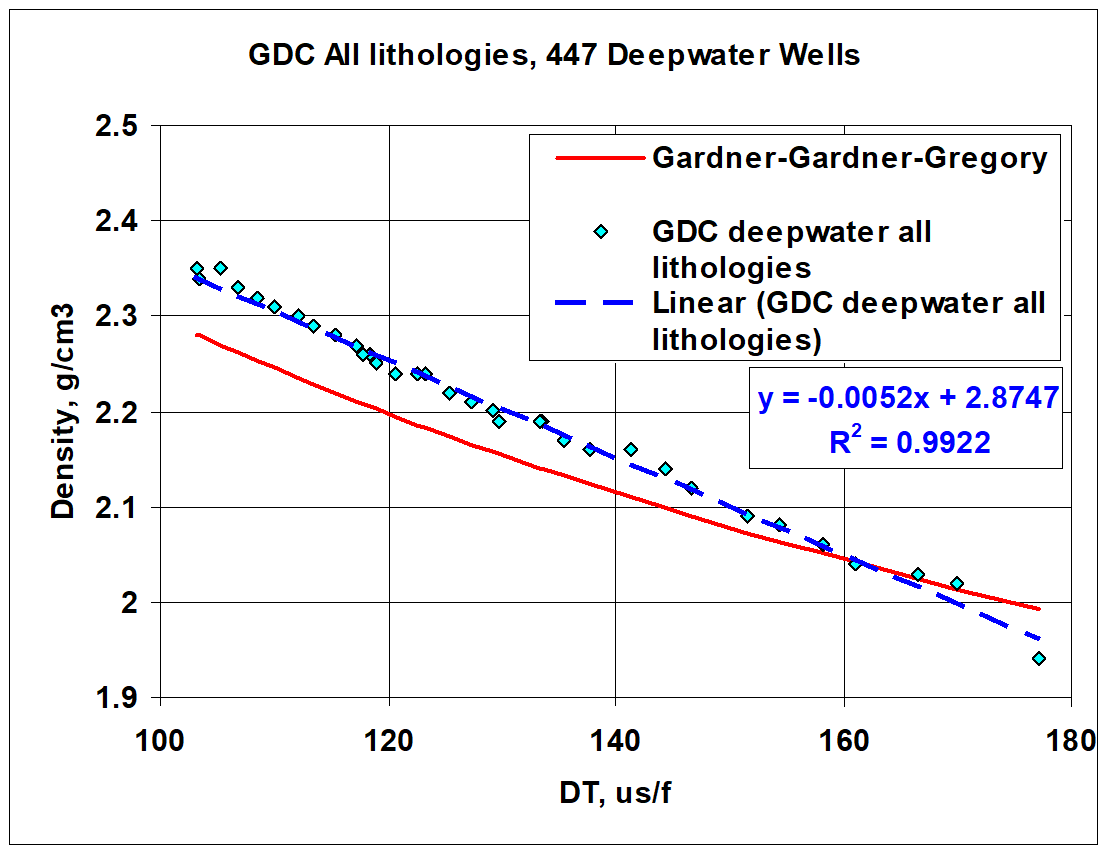 GDC All lithologies, 447 Deepwater Wells
2.5
2.4
2.3
2.2
2.1
2
1.9
Density, g/cm3
Gardner-Gardner-Gregory
GDC deepwater all
lithologies
Linear (GDC deepwater all
lithologies)
y = -0.0052x + 2.8747
R² = 0.9922
100 120 140 160 180
DT, us/f